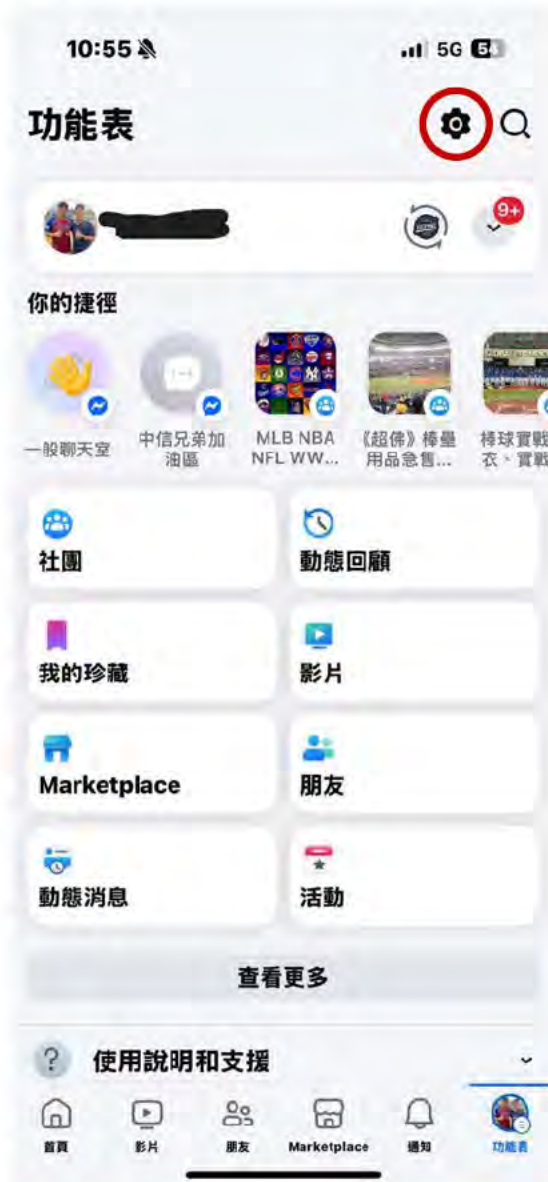 10:55
5G
功能表
9+
你的捷徑
一般聊天室
中信兄弟加
油區
MLB NBA
NFL WW...
《超佛》棒壘
用品急售...
棒球實戰
衣、實戰
社團
動態回顧
我的珍藏
影片
Marketplace
朋友
動態消息
活動
查看更多
? 使用說明和支援
首頁
影片
朋友
Marketplace
通知
功能表